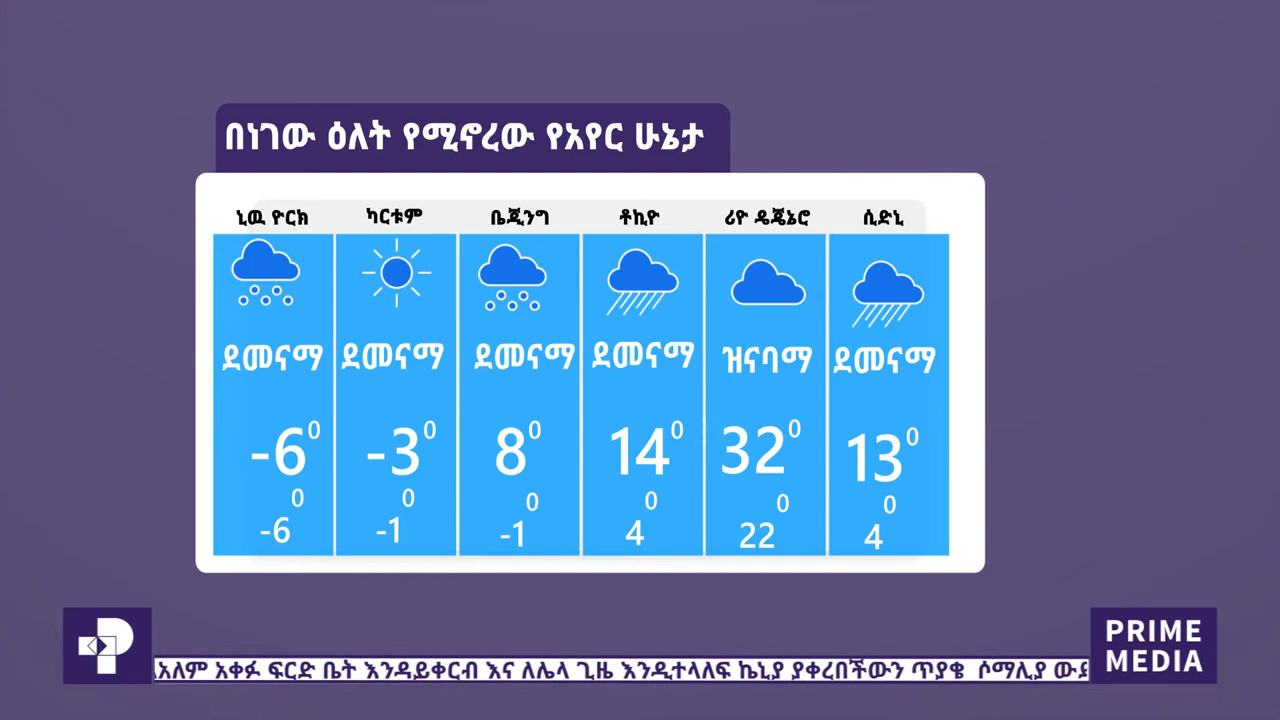 በነገው ዕለት የሚኖረው የአየር ሁኔታ
ኒዉ ዮርክ ካርቱም ቤጂንግ ቶኪዮ ሪዮ ዴጄኔሮ ሲድኒ
ደመናማ ደመናማ ደመናማ ደመናማ ዝናባማ ደመናማ
-6⁰ -3⁰ 8⁰ 14⁰ 32⁰ 13⁰
-6⁰ -1⁰ -1⁰ 4⁰ 22⁰ 4⁰
PRIME
MEDIA
አለም አቀፉ ፍርድ ቤት እንዳይቀርብ እና ለሌላ ጊዜ እንዲተላለፍ ኬኒያ ያቀረበችውን ጥያቄ ሶማሊያ